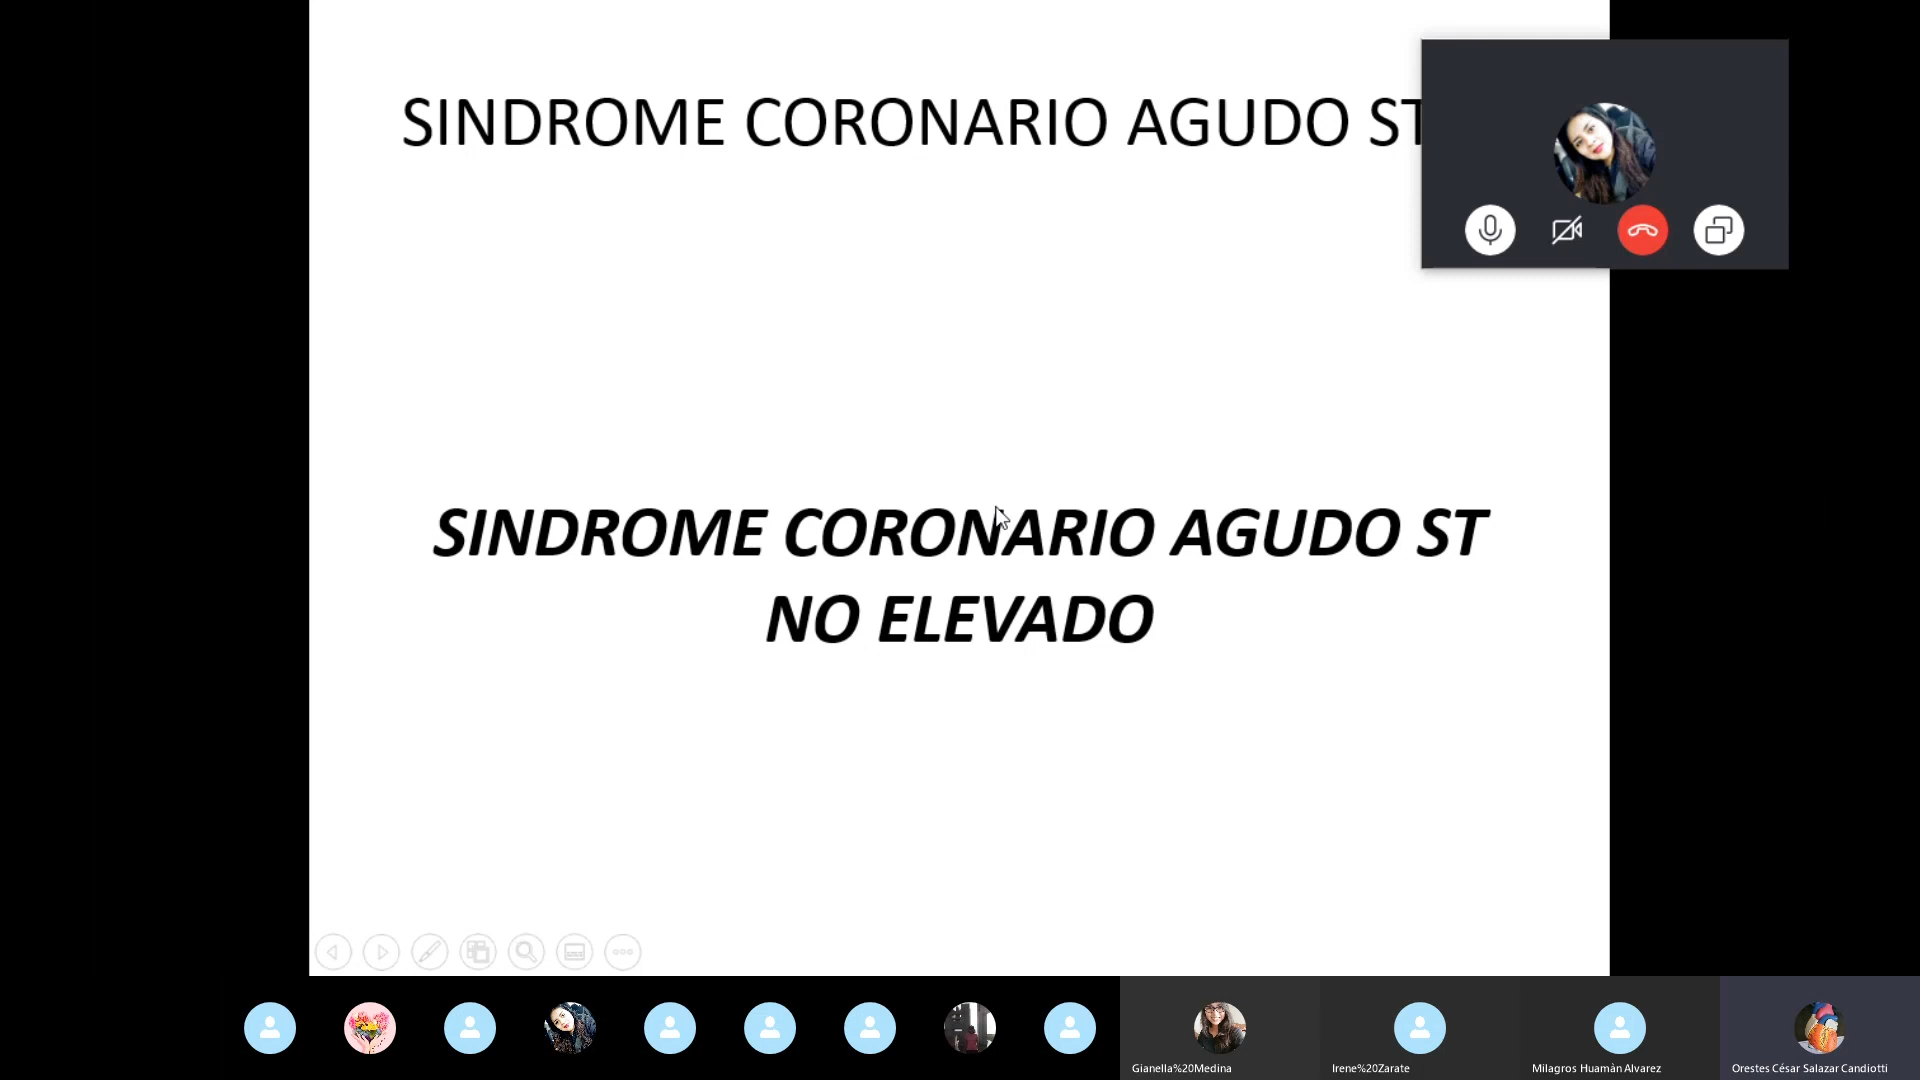 SINDROME CORONARIO AGUDO ST
SINDROME CORONARIO AGUDO ST
NO ELEVADO
Gianella%20Medina
Irene%20Zarate
Milagros Huamàn Alvarez
Orestes César Salazar Candiotti